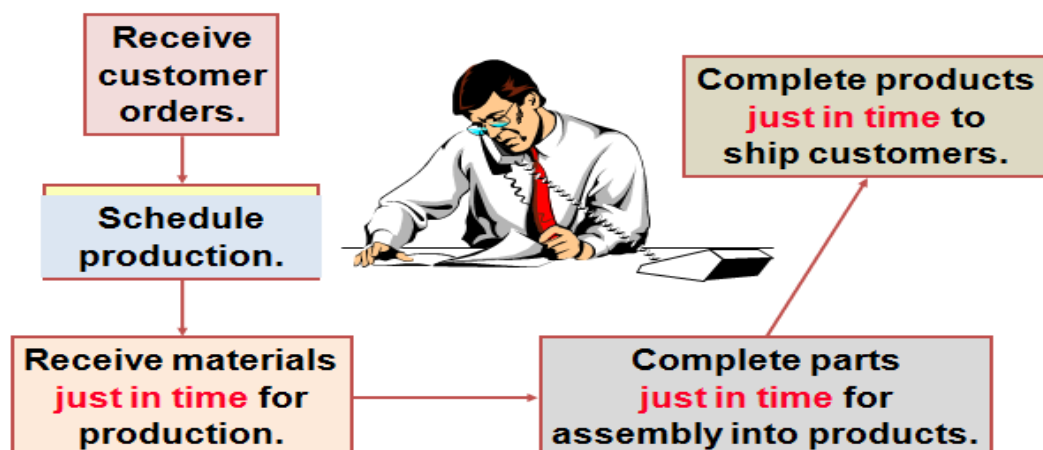 Receive
customer
orders.
Schedule
production.
Receive materials
just in time for
production.
Complete parts
just in time for
assembly into products.
Complete products
just in time to
ship customers.